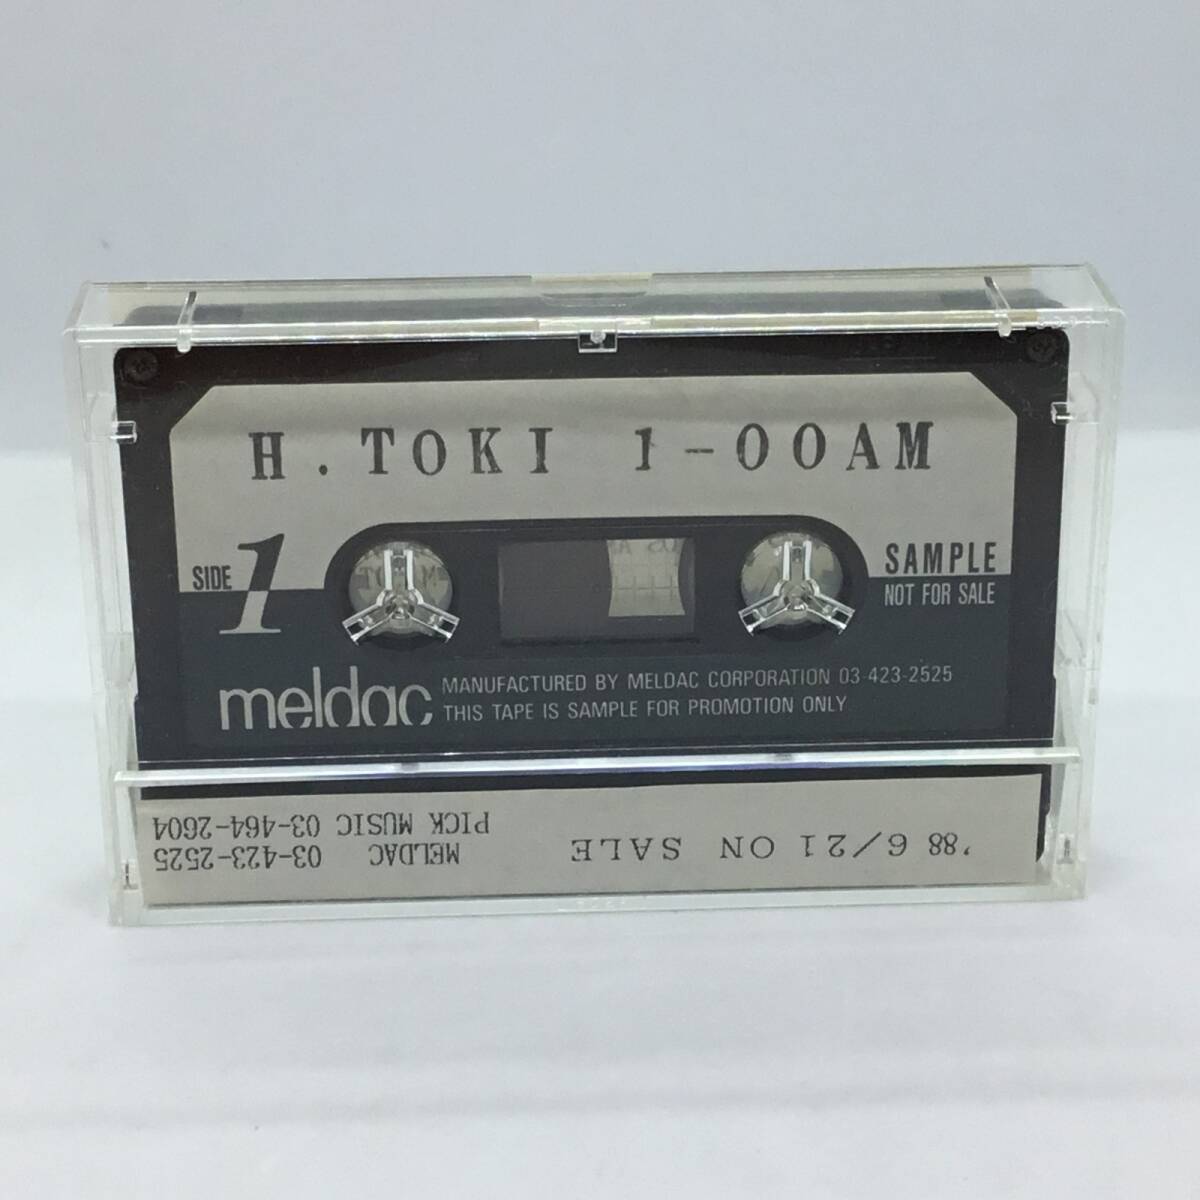 H.TOKI 1-00AM
SIDE 1
SAMPLE
NOT FOR SALE
meldac
MANUFACTURED BY MELDAC CORPORATION 03-423-2525
THIS TAPE IS SAMPLE FOR PROMOTION ONLY
'88 6/21 ON SALE
MELDAC 03-423-2525
PICK MUSIC 03-464-2604